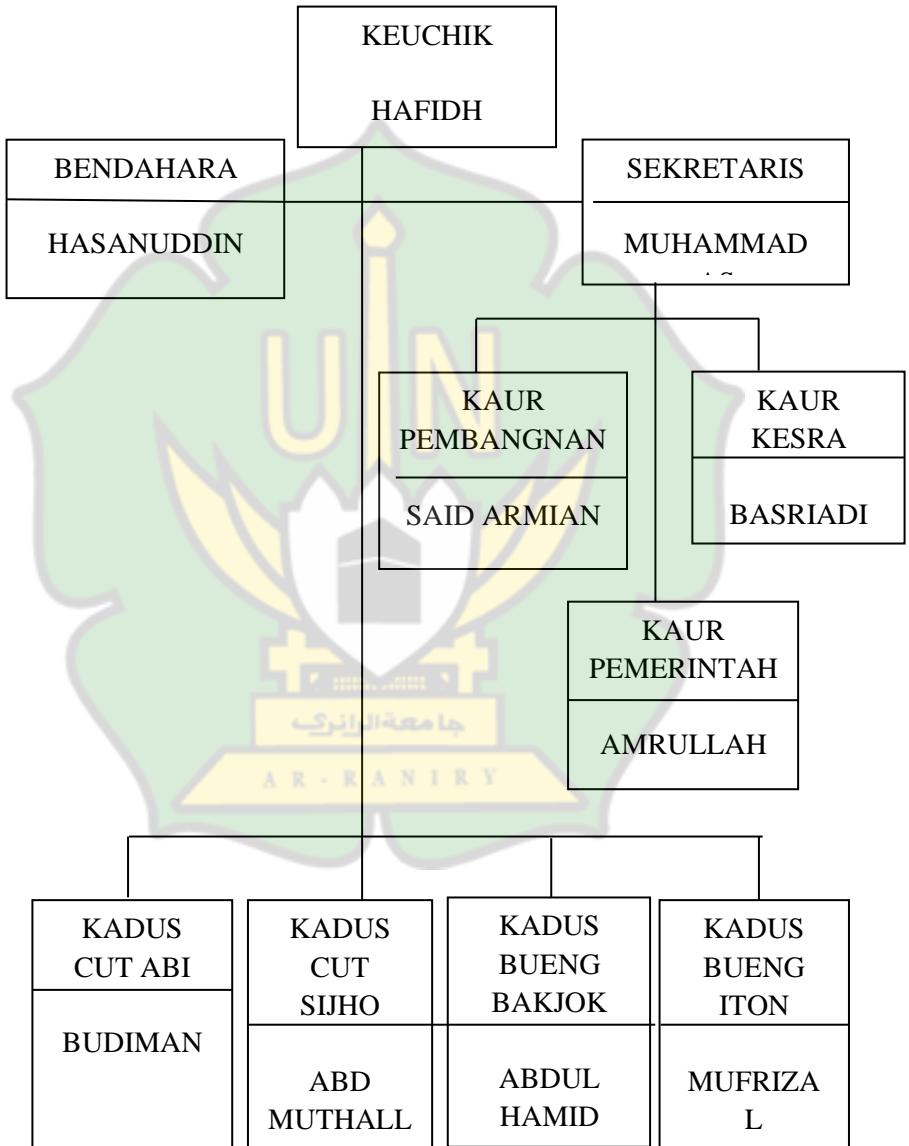 KEUCHIK
HAFIDH
BENDAHARA
HASANUDDIN
SEKRETARIS
MUHAMMAD
KAUR
PEMBANGNAN
SAID ARMIAN
KAUR
KESRA
BASRIADI
KAUR
PEMERINTAH
AMRULLAH
UIN
جامعة الرانري
AR-RANIRY
KADUS
CUT ABI
BUDIMAN
KADUS
CUT
SIJHO
ABD
MUTHALL
KADUS
BUENG
BAKJOK
ABDUL
HAMID
KADUS
BUENG
ITON
MUFRIZA
L